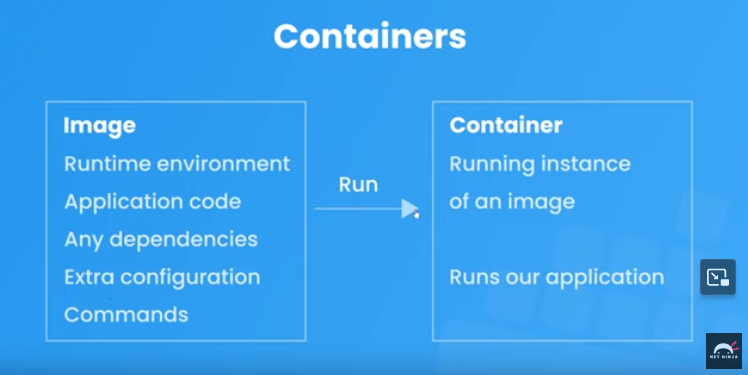 Containers
Image
Runtime environment
Application code
Any dependencies
Extra configuration
Commands
Run
Container
Running instance
of an image
Runs our application
NET NINJA